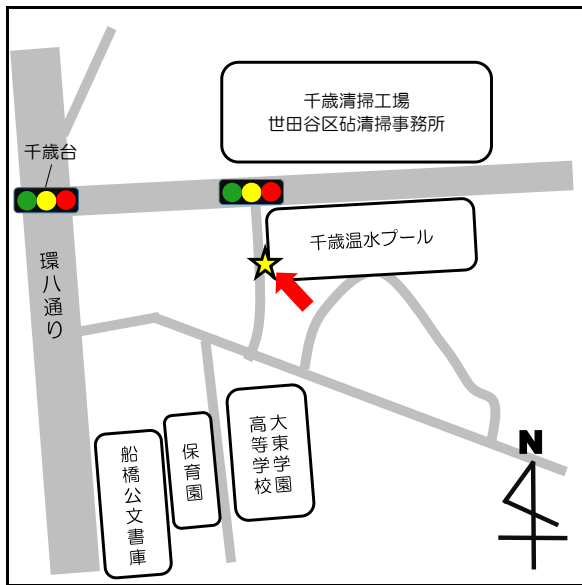 千歳清掃工場
世田谷区砧清掃事務所
千歳台
千歳温水プール
環八通り
大東学園
高等学校
保育園
船橋公文書庫
N